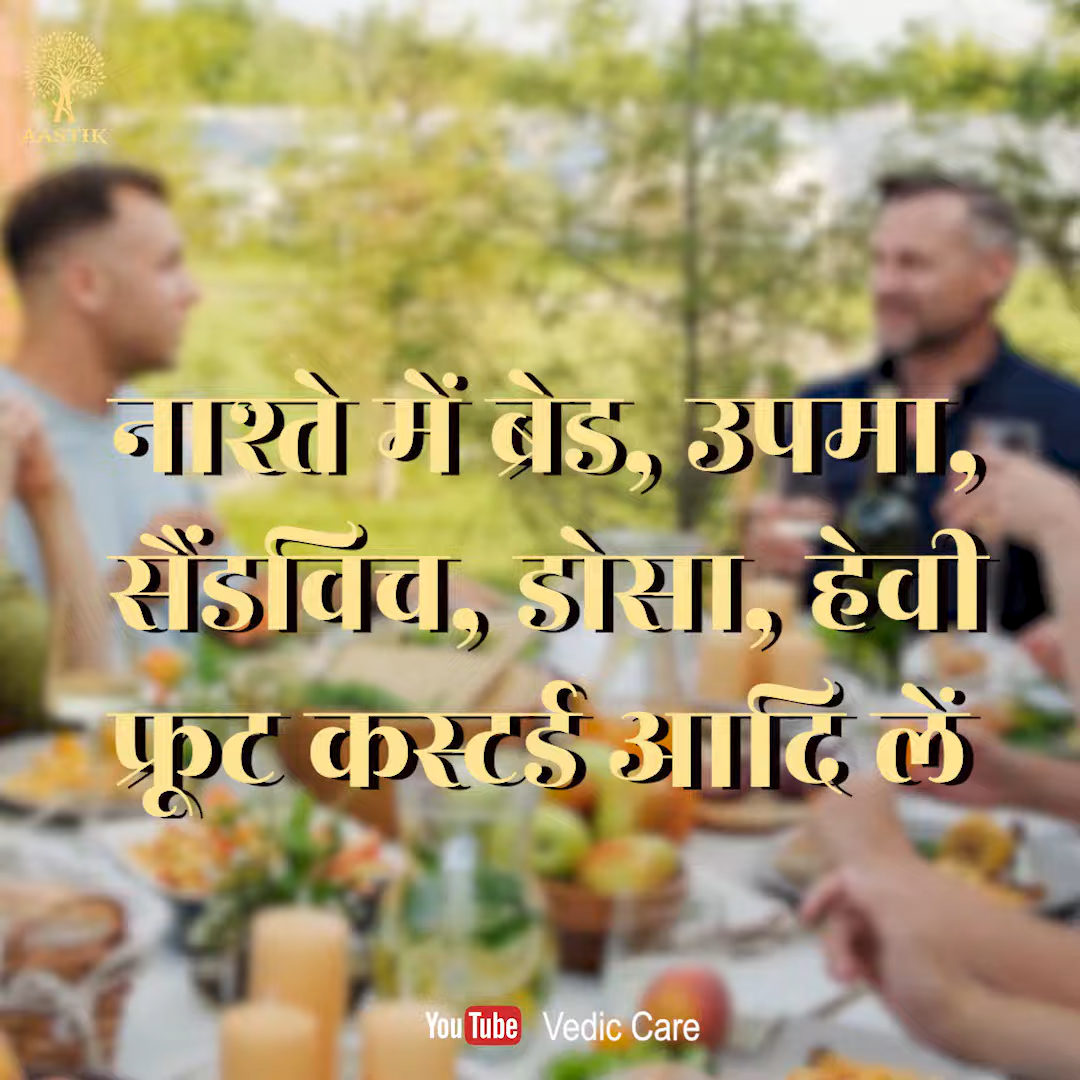 AASTIK
नाश्ते में ब्रेड, उपमा,
सैंडविच, डोसा, हेवी
फ्रूट कस्टर्ड आदि लें
YouTube Vedic Care